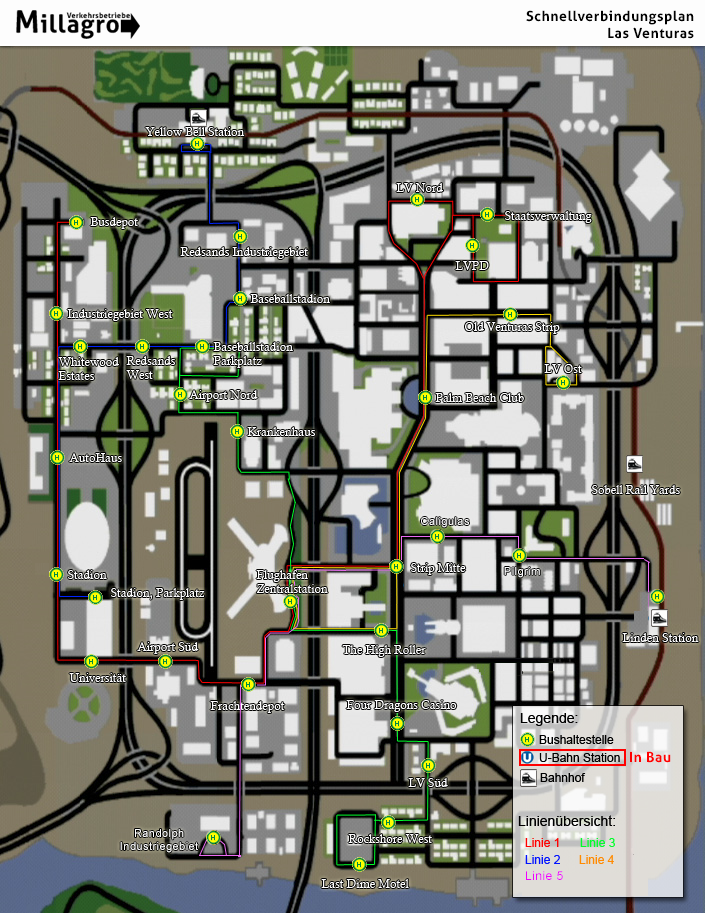 Verkehrsbetriebe
Millagro
Schnellverbindungsplan
Las Venturas
Yellow Bell Station
LV Nord
Busdepot
Staatsverwaltung
Redsands Industriegebiet
LVPD
Baseballstadion
Industriegebiet West
Old Venturas Strip
Whitewood
Estates
Redsands
West
Baseballstadion
Parkplatz
LV Ost
Airport Nord
Palm Beach Club
Krankenhaus
AutoHaus
Sobell Rail Yards
Caligulas
Stadion
Flughafen
Zentralstation
Strip Mitte
Pilgrim
Stadion, Parkplatz
Linden Station
Airport Süd
The High Roller
Universität
Frachtendepot
Four Dragons Casino
LV Süd
Randolph
Industriegebiet
Rockshore West
Last Dime Motel
Legende:
H Bushaltestelle
U U-Bahn Station In Bau
Bahnhof
Linienübersicht:
Linie 1 Linie 3
Linie 2 Linie 4
Linie 5